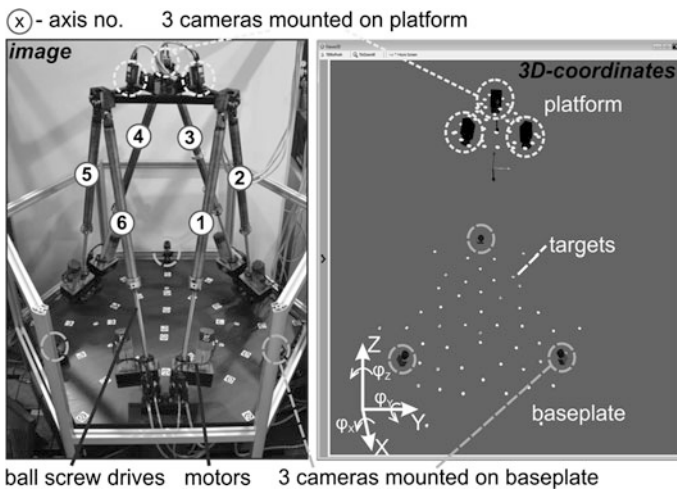 x - axis no. 3 cameras mounted on platform
image
3D-coordinates
platform
4
3
5
2
6
1
targets
Z
φZ
φY
Y
φX
X
baseplate
ball screw drives motors 3 cameras mounted on baseplate